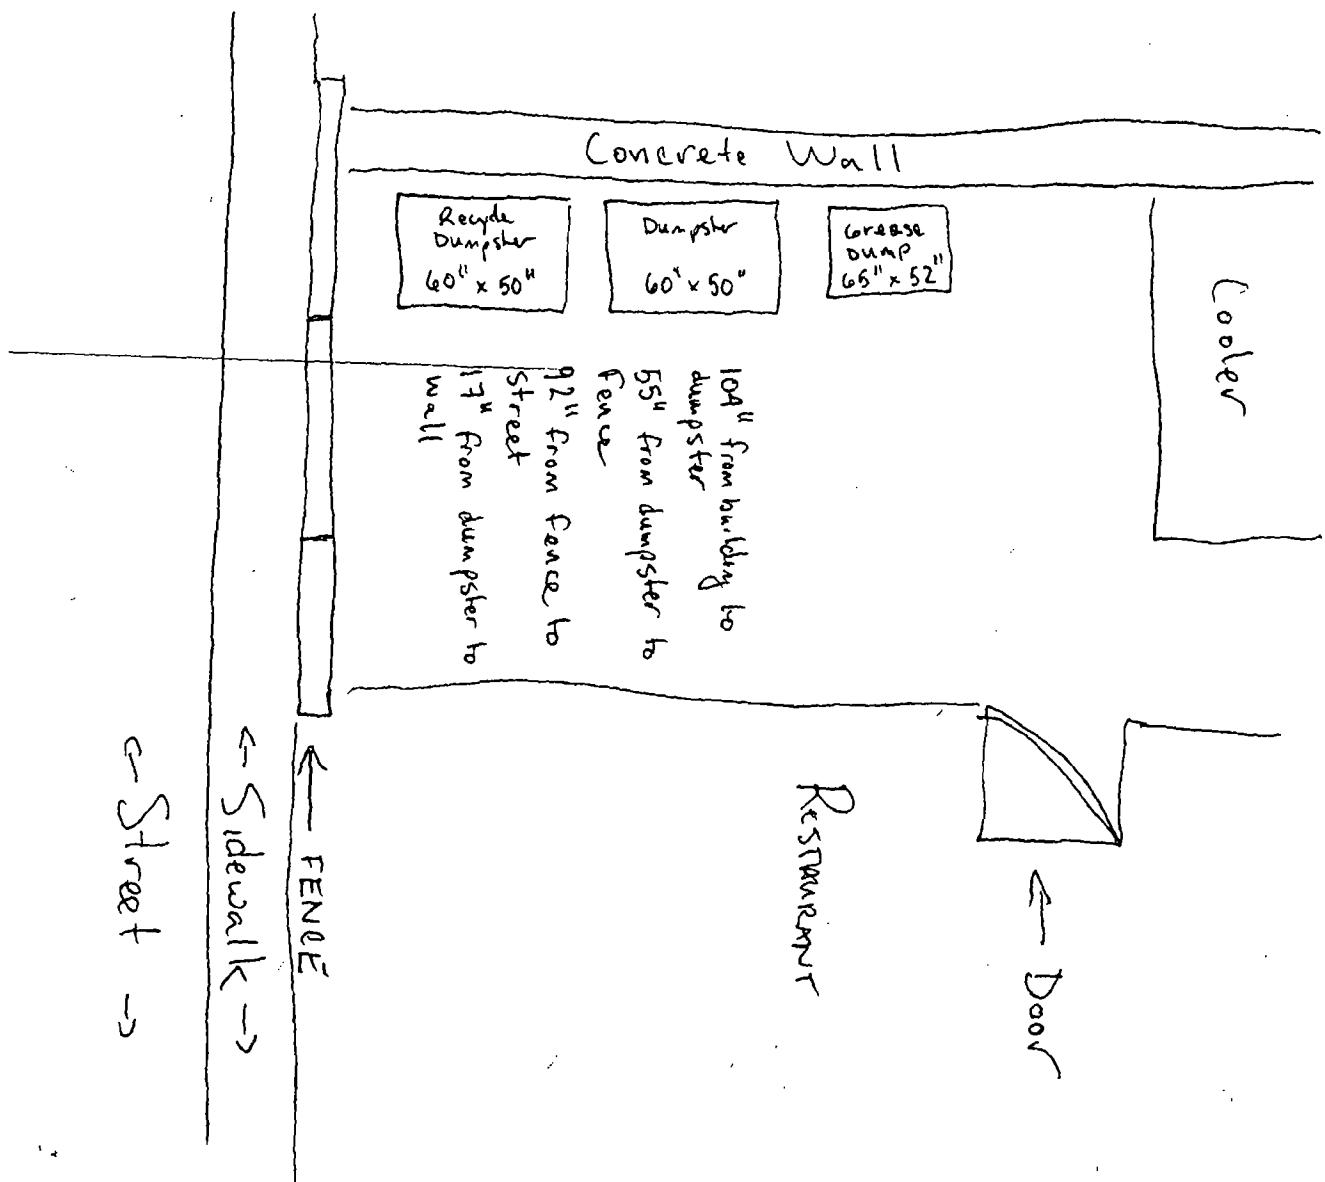 Concrete Wall
Recycle
Dumpster
60" x 50"
Dumpster
60" x 50"
Grease
Dump
65" x 52"
Cooler
104" from building to
dumpster
55" from dumpster to
fence
92" from fence to
street
17" from dumpster to
wall
← FENCE
← Sidewalk →
← Street →
RESTAURANT
← Door